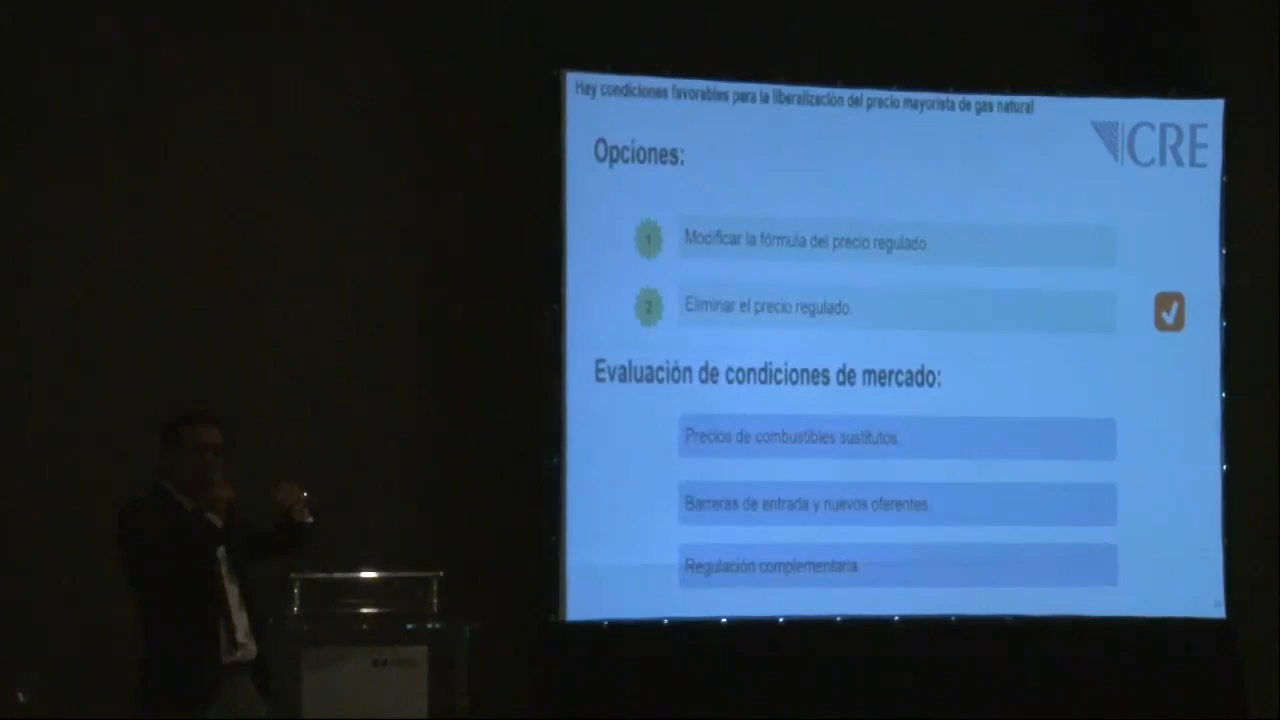 Hay condiciones favorables para la liberalización del precio mayorista de gas natural
CRE
Opciones:
1 Modificar la fórmula del precio regulado
2 Eliminar el precio regulado.
Evaluación de condiciones de mercado:
Precios de combustibles sustitutos.
Barreras de entrada y nuevos oferentes.
Regulación complementaria